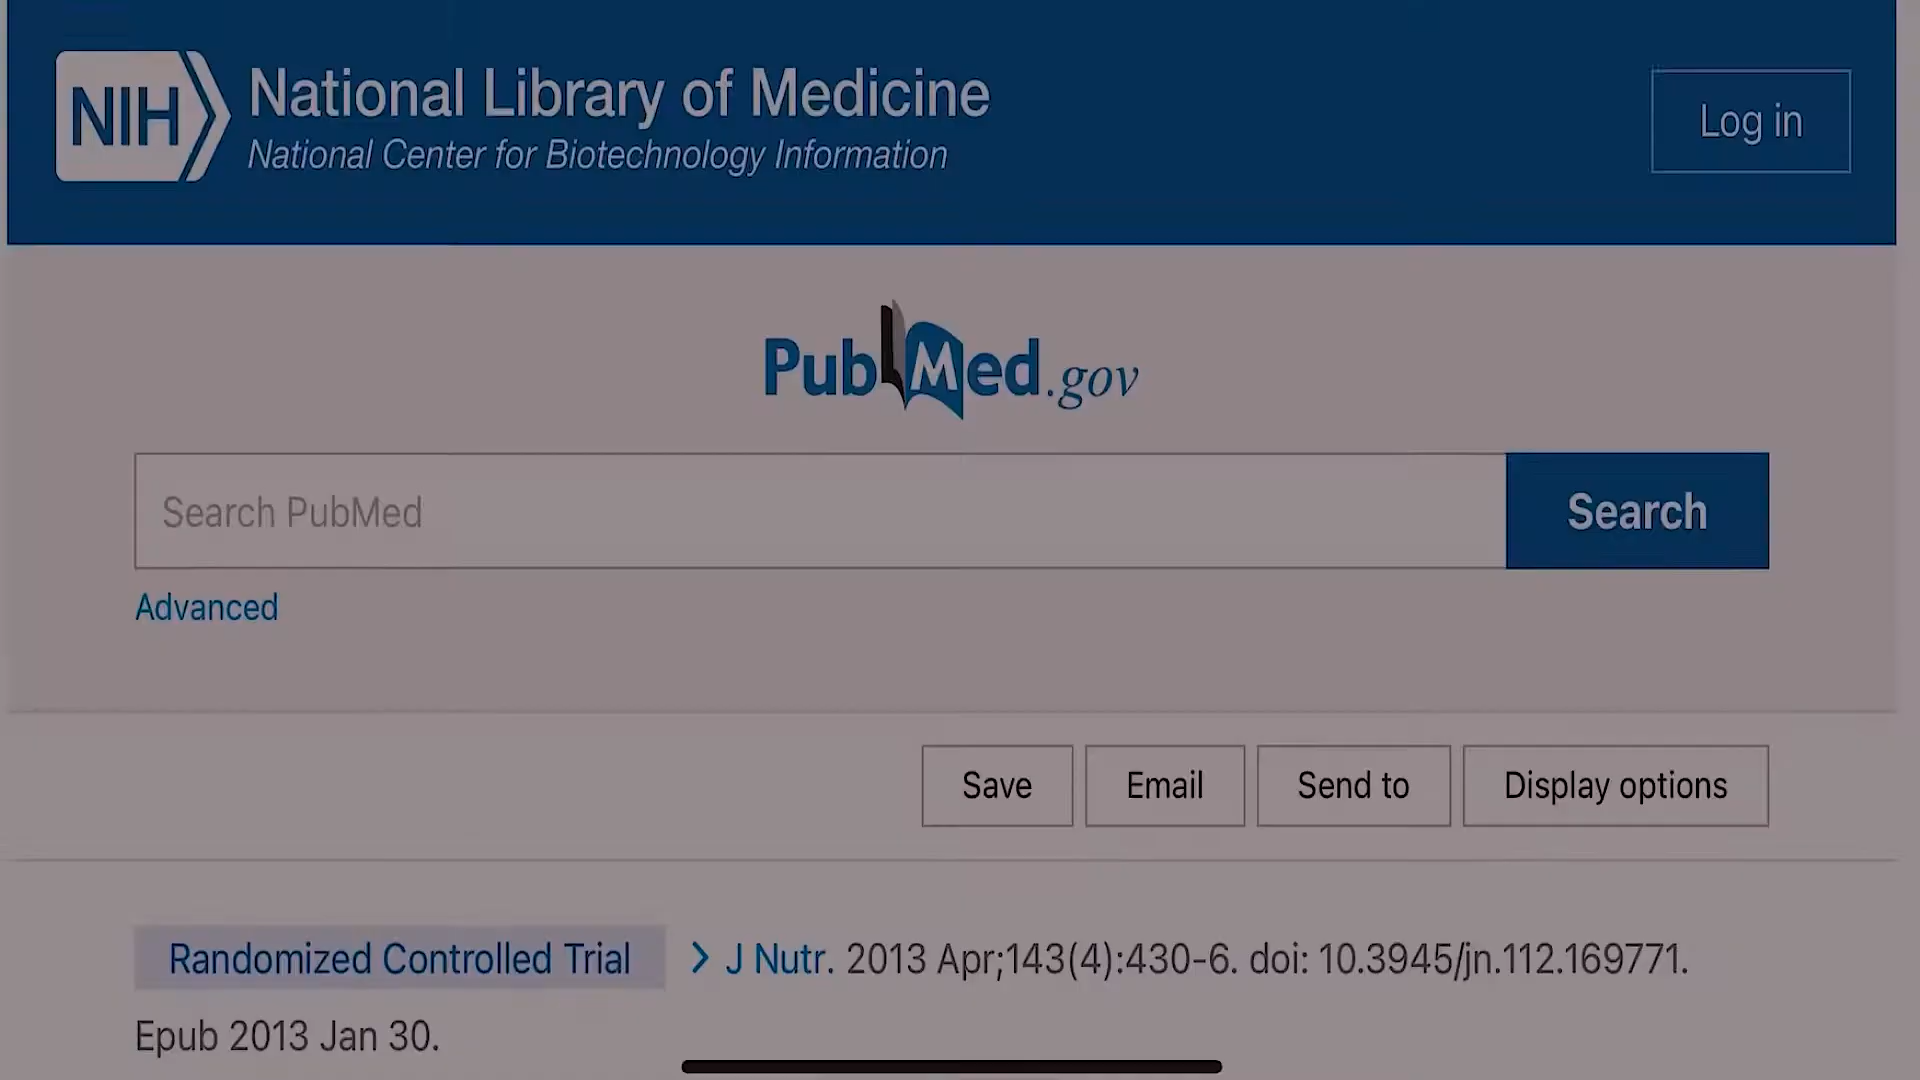 NIH National Library of Medicine
National Center for Biotechnology Information
Log in
PubMed.gov
Search PubMed
Search
Advanced
Save Email Send to Display options
Randomized Controlled Trial > J Nutr. 2013 Apr;143(4):430-6. doi: 10.3945/jn.112.169771.
Epub 2013 Jan 30.